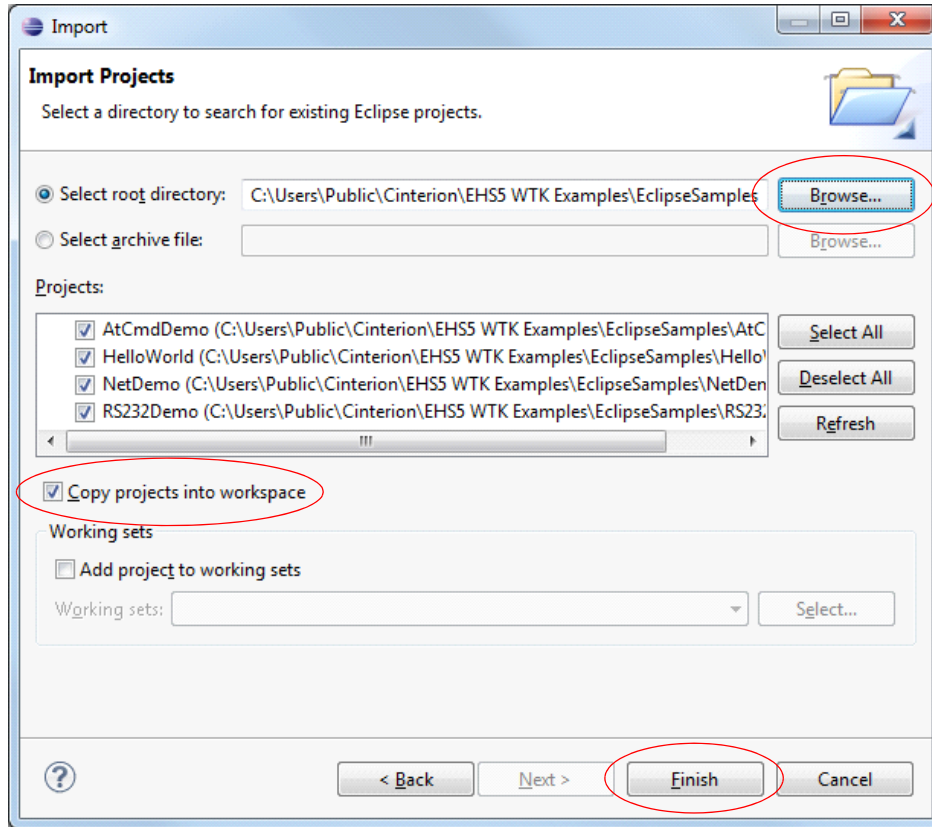 Import
Import Projects
Select a directory to search for existing Eclipse projects.
Select root directory: C:\Users\Public\Cinterion\EHS5 WTK Examples\EclipseSamples Browse...
Select archive file: Browse...
Projects:
AtCmdDemo (C:\Users\Public\Cinterion\EHS5 WTK Examples\EclipseSamples\AtC Select All
HelloWorld (C:\Users\Public\Cinterion\EHS5 WTK Examples\EclipseSamples\Hello
NetDemo (C:\Users\Public\Cinterion\EHS5 WTK Examples\EclipseSamples\NetDen Deselect All
RS232Demo (C:\Users\Public\Cinterion\EHS5 WTK Examples\EclipseSamples\RS23 Refresh
Copy projects into workspace
Working sets
Add project to working sets
Working sets: Select...
? < Back Next > Finish Cancel